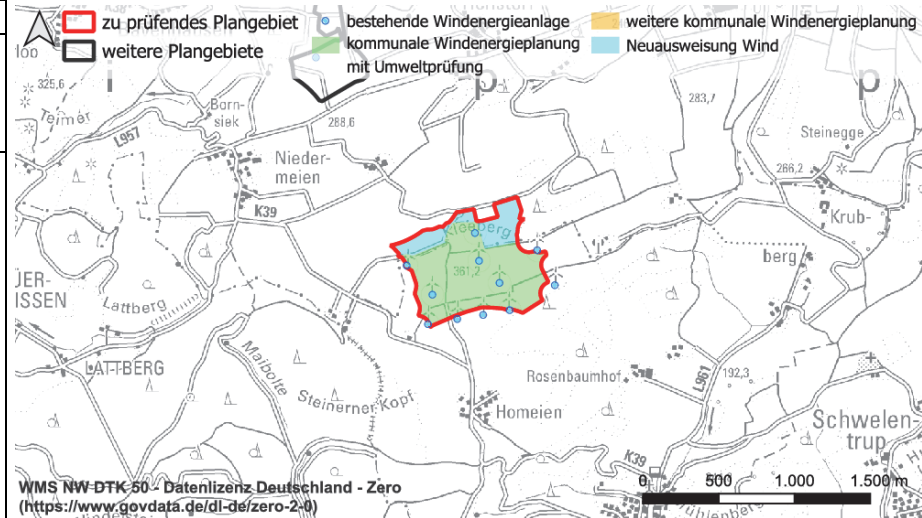 zu prüfendes Plangebiet
weitere Plangebiete
bestehende Windenergieanlage
kommunale Windenergieplanung
mit Umweltprüfung
weitere kommunale Windenergieplanung
Neuausweisung Wind
325,6
i
p
p
Teimer
L957
Born-
siek
288,6
283,7
Steinegge
Nieder-
meien
266,2
K39
Krub-
berg
361,2
ÜER-
ISSEN
Lattberg
LATTBERG
Maibolte
Steinerner Kopf
Rosenbaumhof
L961
192,3
Homeien
Schwelen-
trup
K39
WMS NW DTK 50 - Datenlizenz Deutschland - Zero
(https://www.govdata.de/dl-de/zero-2-0)
0 500 1.000 1.500 m